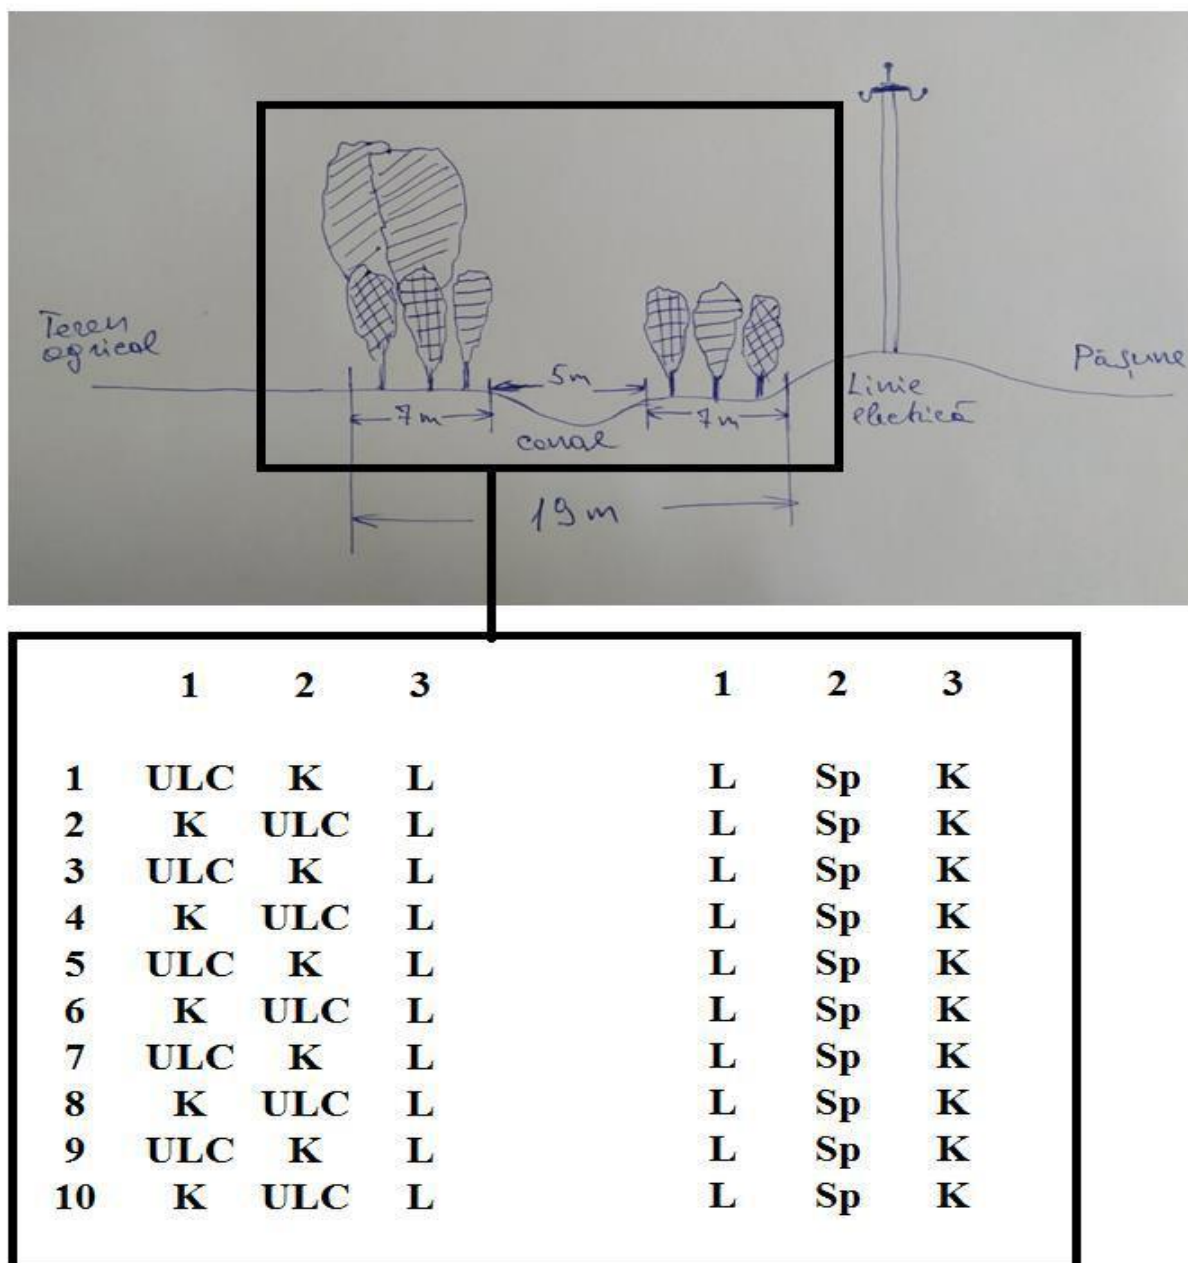 Teren
agricol
5m
7m
canal
7m
Linie
electrică
Pășune
19m
1 2 3 1 2 3
1 ULC K L L Sp K
2 K ULC L L Sp K
3 ULC K L L Sp K
4 K ULC L L Sp K
5 ULC K L L Sp K
6 K ULC L L Sp K
7 ULC K L L Sp K
8 K ULC L L Sp K
9 ULC K L L Sp K
10 K ULC L L Sp K